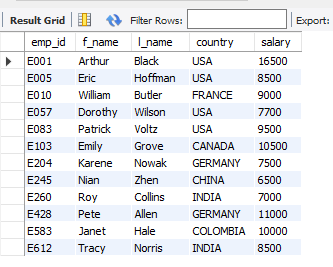 Result Grid Filter Rows: Export:
emp_id f_name l_name country salary
E001 Arthur Black USA 16500
E005 Eric Hoffman USA 8500
E010 William Butler FRANCE 9000
E057 Dorothy Wilson USA 7700
E083 Patrick Voltz USA 9500
E103 Emily Grove CANADA 10500
E204 Karene Nowak GERMANY 7500
E245 Nian Zhen CHINA 6500
E260 Roy Collins INDIA 7000
E428 Pete Allen GERMANY 11000
E583 Janet Hale COLOMBIA 10000
E612 Tracy Norris INDIA 8500